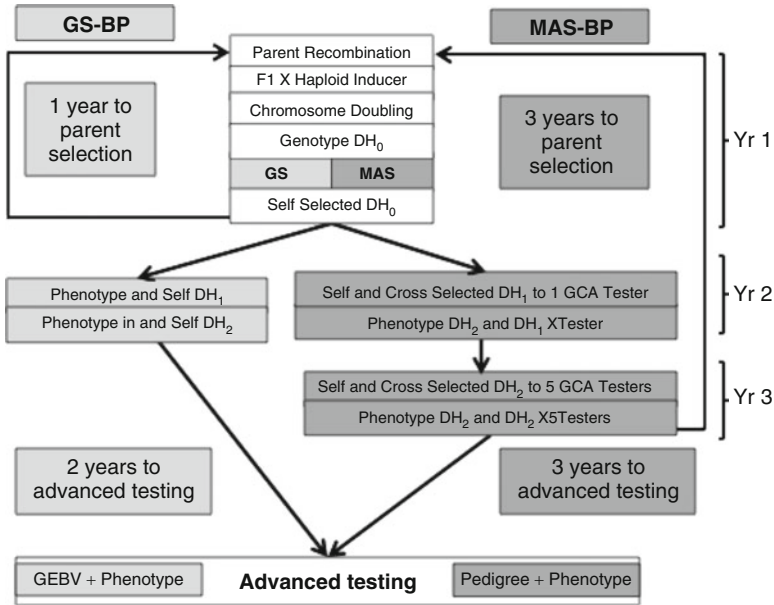 GS-BP
MAS-BP
Parent Recombination
F1 X Haploid Inducer
Chromosome Doubling
Genotype DH₀
GS
MAS
Self Selected DH₀
1 year to
parent
selection
3 years to
parent
selection
Yr 1
Phenotype and Self DH₁
Phenotype in and Self DH₂
Self and Cross Selected DH₁ to 1 GCA Tester
Phenotype DH₂ and DH₁ XTester
Yr 2
Self and Cross Selected DH₂ to 5 GCA Testers
Phenotype DH₂ and DH₂ X5Testers
Yr 3
2 years to
advanced testing
3 years to
advanced testing
GEBV + Phenotype
Advanced testing
Pedigree + Phenotype